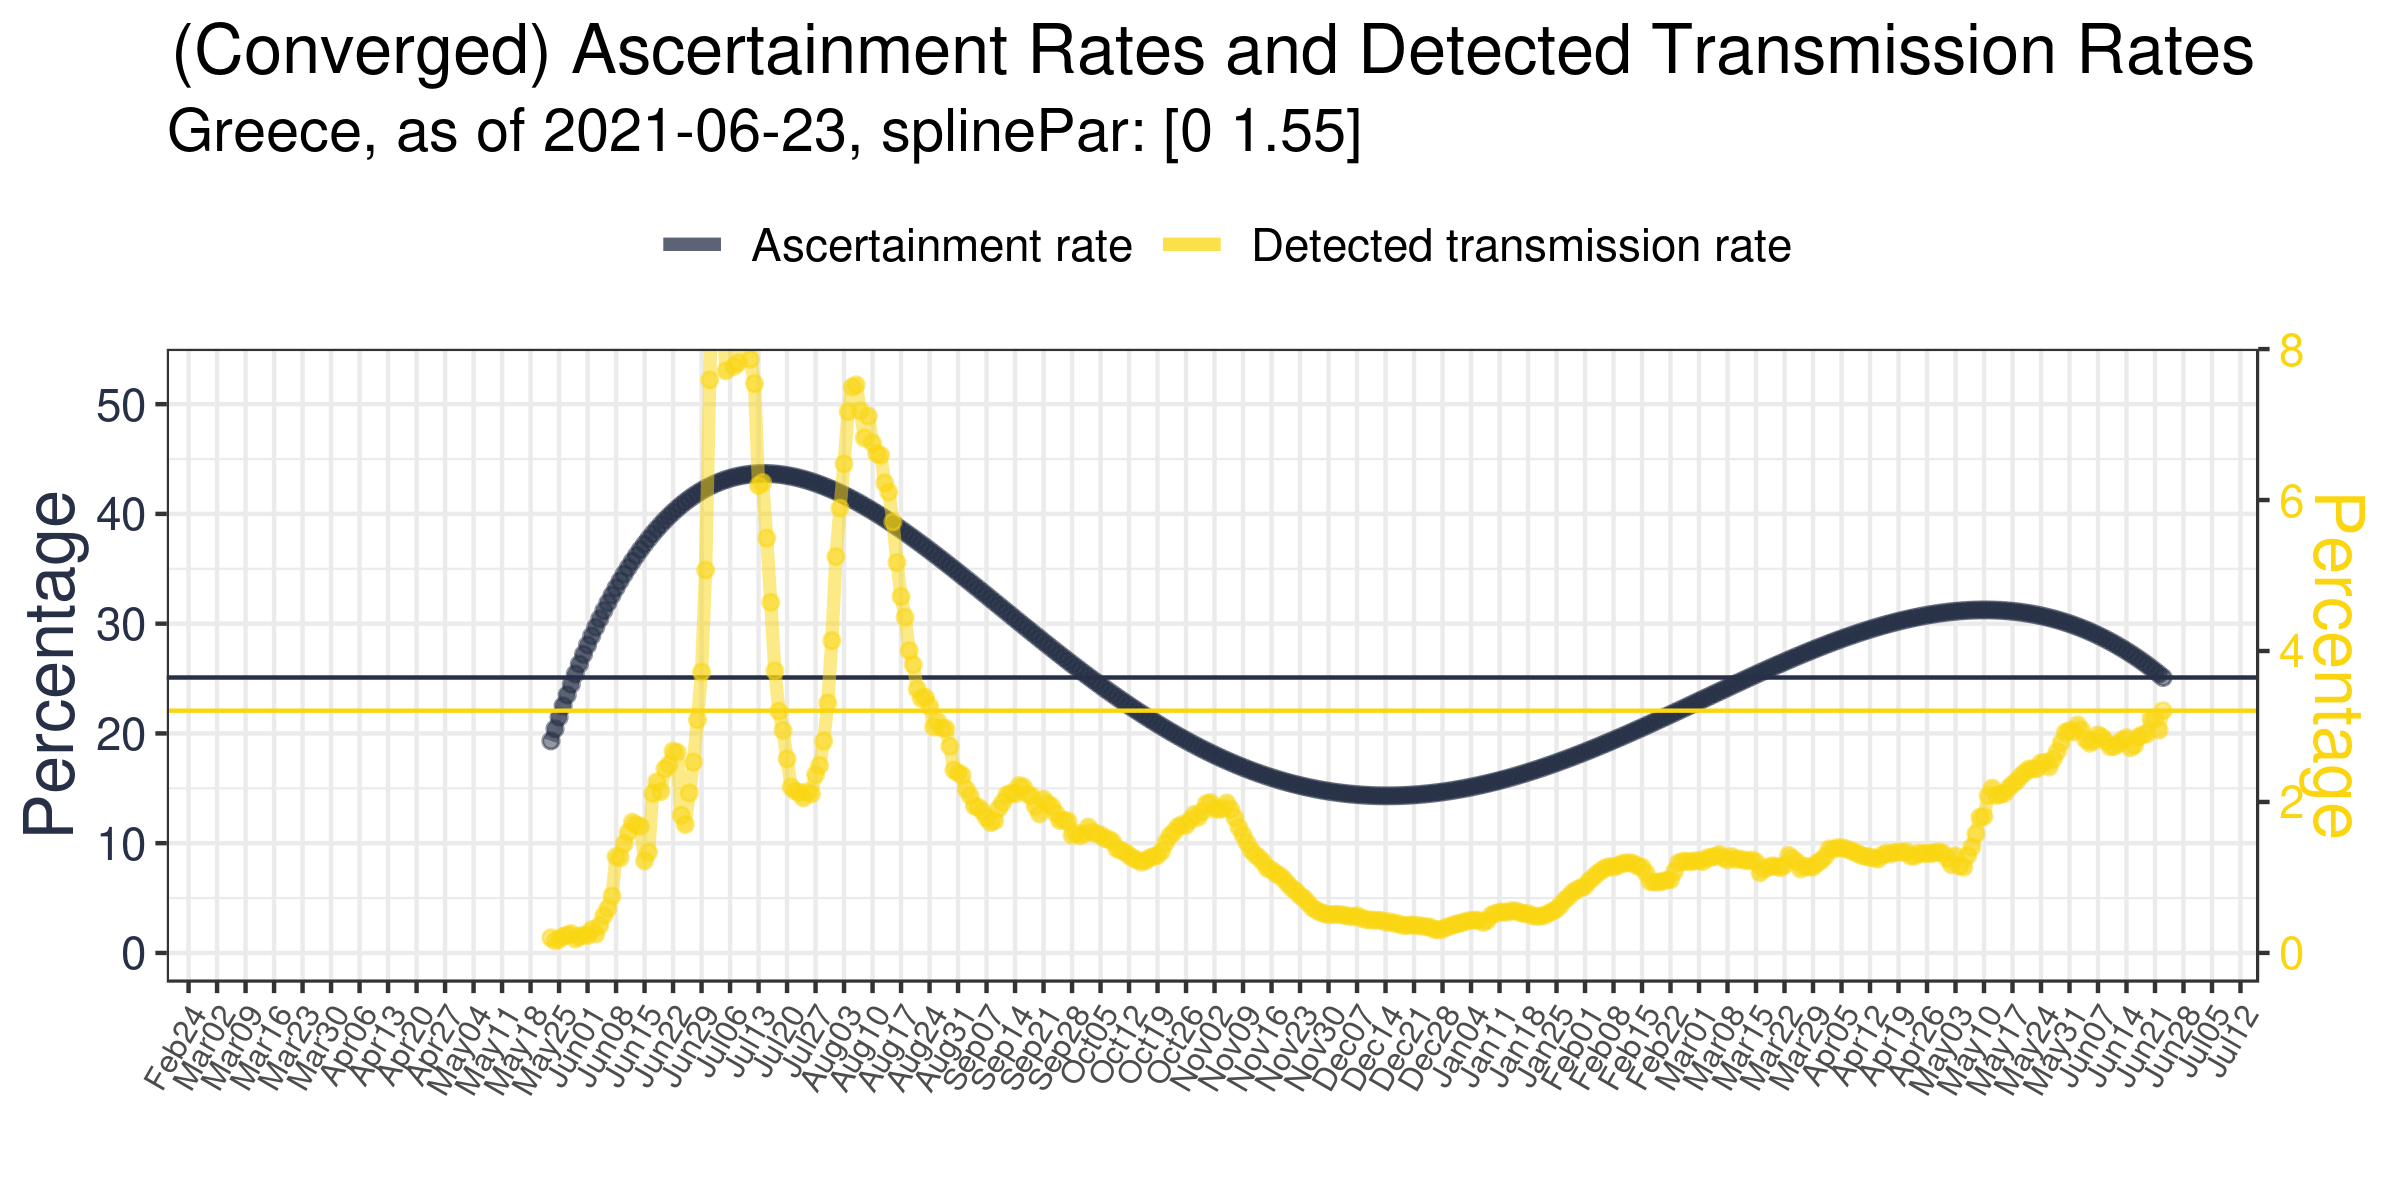 (Converged) Ascertainment Rates and Detected Transmission Rates
Greece, as of 2021-06-23, splinePar: [0 1.55]
Ascertainment rate
Detected transmission rate
Percentage
50
40
30
20
10
0
8
6
4
2
0
Percentage
Feb24
Mar02
Mar09
Mar16
Mar23
Mar30
Apr06
Apr13
Apr20
Apr27
May04
May11
May18
May25
Jun01
Jun08
Jun15
Jun22
Jun29
Jul06
Jul13
Jul20
Jul27
Aug03
Aug10
Aug17
Aug24
Aug31
Sep07
Sep14
Sep21
Sep28
Oct05
Oct12
Oct19
Oct26
Nov02
Nov09
Nov16
Nov23
Nov30
Dec07
Dec14
Dec21
Dec28
Jan04
Jan11
Jan18
Jan25
Feb01
Feb08
Feb15
Feb22
Mar01
Mar08
Mar15
Mar22
Mar29
Apr05
Apr12
Apr19
Apr26
May03
May10
May17
May24
May31
Jun07
Jun14
Jun21
Jun28
Jul05
Jul12